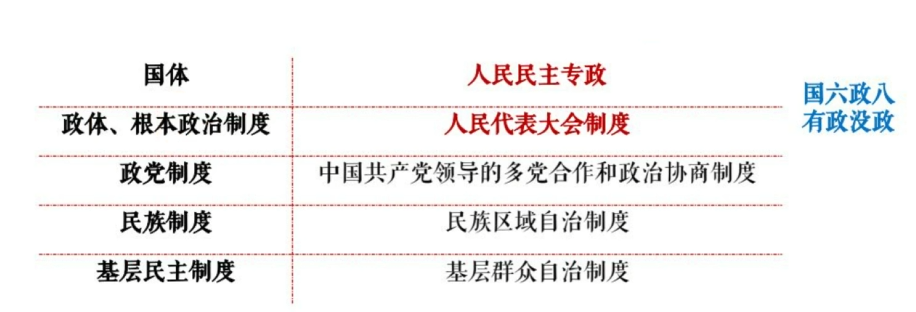 国体 人民民主专政
政体、根本政治制度 人民代表大会制度
政党制度 中国共产党领导的多党合作和政治协商制度
民族制度 民族区域自治制度
基层民主制度 基层群众自治制度
国六政八
有政没政